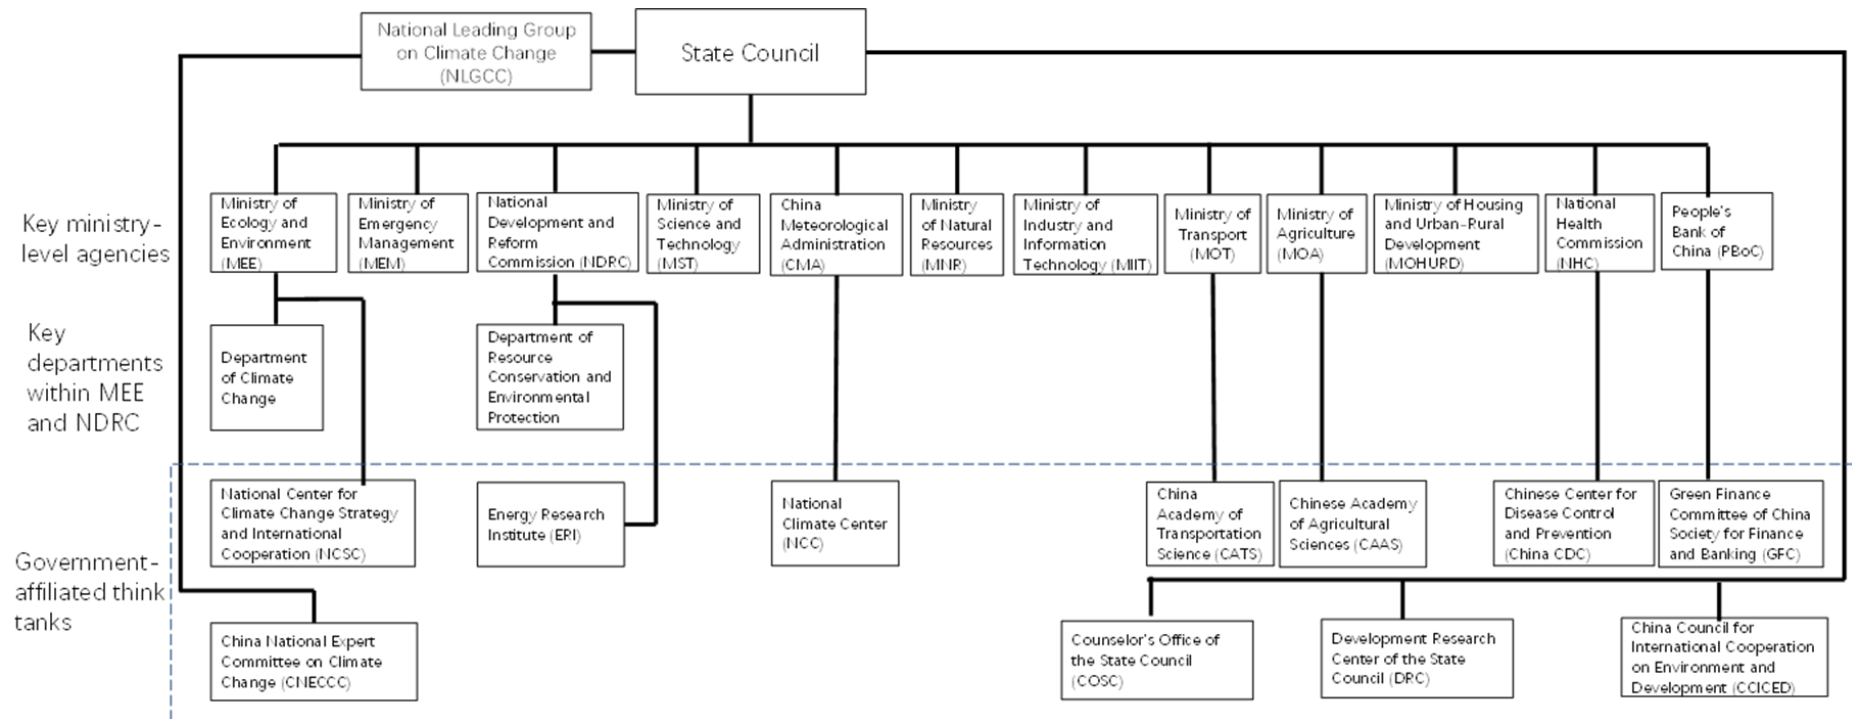 National Leading Group
on Climate Change
(NLGCC)
State Council
Key ministry-
level agencies
Ministry of
Ecology and
Environment
(MEE)
Ministry of
Emergency
Management
(MEM)
National
Development and
Reform
Commission (NDRC)
Ministry of
Science and
Technology
(MST)
China
Meteorological
Administration
(CMA)
Ministry
of Natural
Resources
(MNR)
Ministry of
Industry and
Information
Technology (MIIT)
Ministry of
Transport
(MOT)
Ministry of
Agriculture
(MOA)
Ministry of Housing
and Urban-Rural
Development
(MOHURD)
National
Health
Commission
(NHC)
People's
Bank of
China (PBoC)
Key
departments
within MEE
and NDRC
Department
of Climate
Change
Department of
Resource
Conservation and
Environmental
Protection
Government-
affiliated think
tanks
National Center for
Climate Change Strategy
and International
Cooperation (NCSC)
Energy Research
Institute (ERI)
National
Climate Center
(NCC)
China
Academy of
Transportation
Science (CATS)
Chinese Academy
of Agricultural
Sciences (CAAS)
Chinese Center for
Disease Control
and Prevention
(China CDC)
Green Finance
Committee of China
Society for Finance
and Banking (GFC)
China National Expert
Committee on Climate
Change (CNECCC)
Counselor's Office of
the State Council
(COSC)
Development Research
Center of the State
Council (DRC)
China Council for
International Cooperation
on Environment and
Development (CCICED)